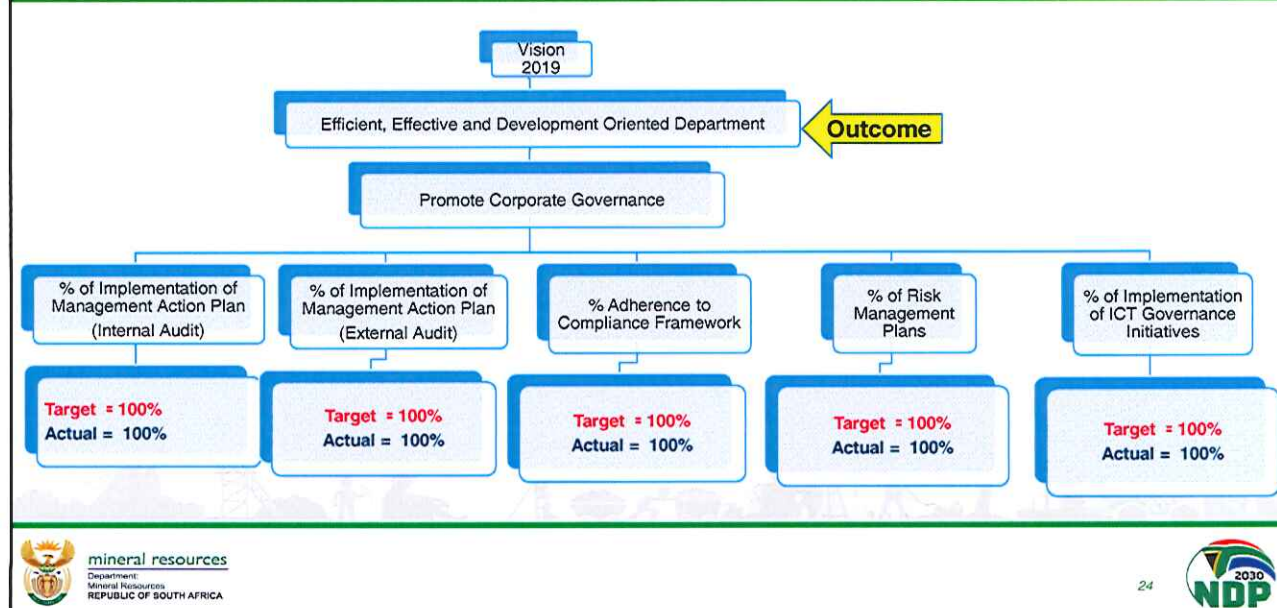 Vision
2019
Efficient, Effective and Development Oriented Department
Outcome
Promote Corporate Governance
% of Implementation of
Management Action Plan
(Internal Audit)
% of Implementation of
Management Action Plan
(External Audit)
% Adherence to
Compliance Framework
% of Risk
Management
Plans
% of Implementation
of ICT Governance
Initiatives
Target = 100%
Actual = 100%
Target = 100%
Actual = 100%
Target = 100%
Actual = 100%
Target = 100%
Actual = 100%
Target = 100%
Actual = 100%
mineral resources
Department:
Mineral Resources
REPUBLIC OF SOUTH AFRICA
24
2030
NDP